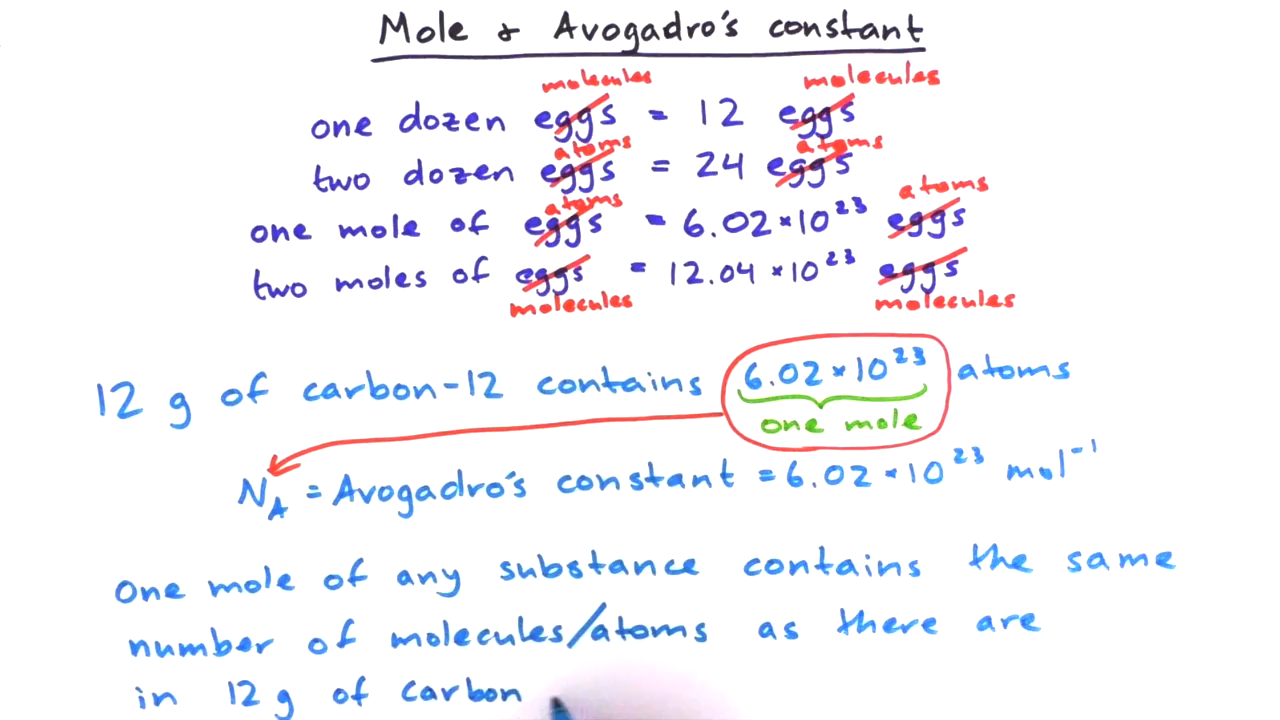 Mole & Avogadro's constant
molecules molecules
one dozen eggs = 12 eggs
atoms atoms
two dozen eggs = 24 eggs
atoms atoms
one mole of eggs = 6.02×10²³ eggs
two moles of eggs = 12.04×10²³ eggs
molecules molecules
12 g of carbon-12 contains 6.02×10²³ atoms
one mole
N_A = Avogadro's constant = 6.02×10²³ mol⁻¹
One mole of any substance contains the same
number of molecules/atoms as there are
in 12 g of carbon